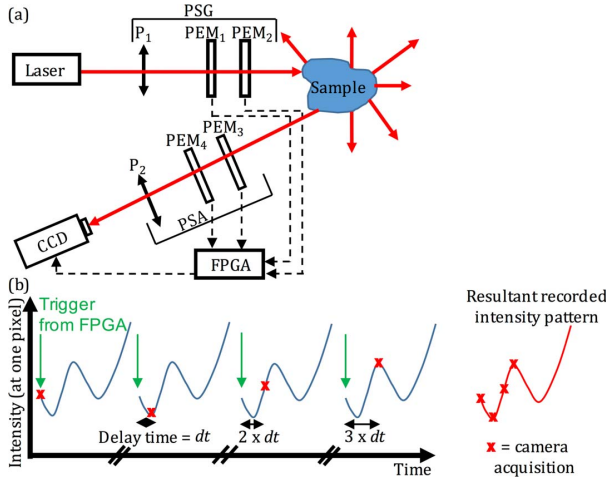 (a)
PSG
P1
PEM1 PEM2
Laser
Sample
PEM3
PEM4
P2
PSA
CCD
FPGA
(b)
Intensity (at one pixel)
Trigger
from FPGA
Delay time = dt
2 x dt
3 x dt
Time
Resultant recorded
intensity pattern
x = camera
acquisition